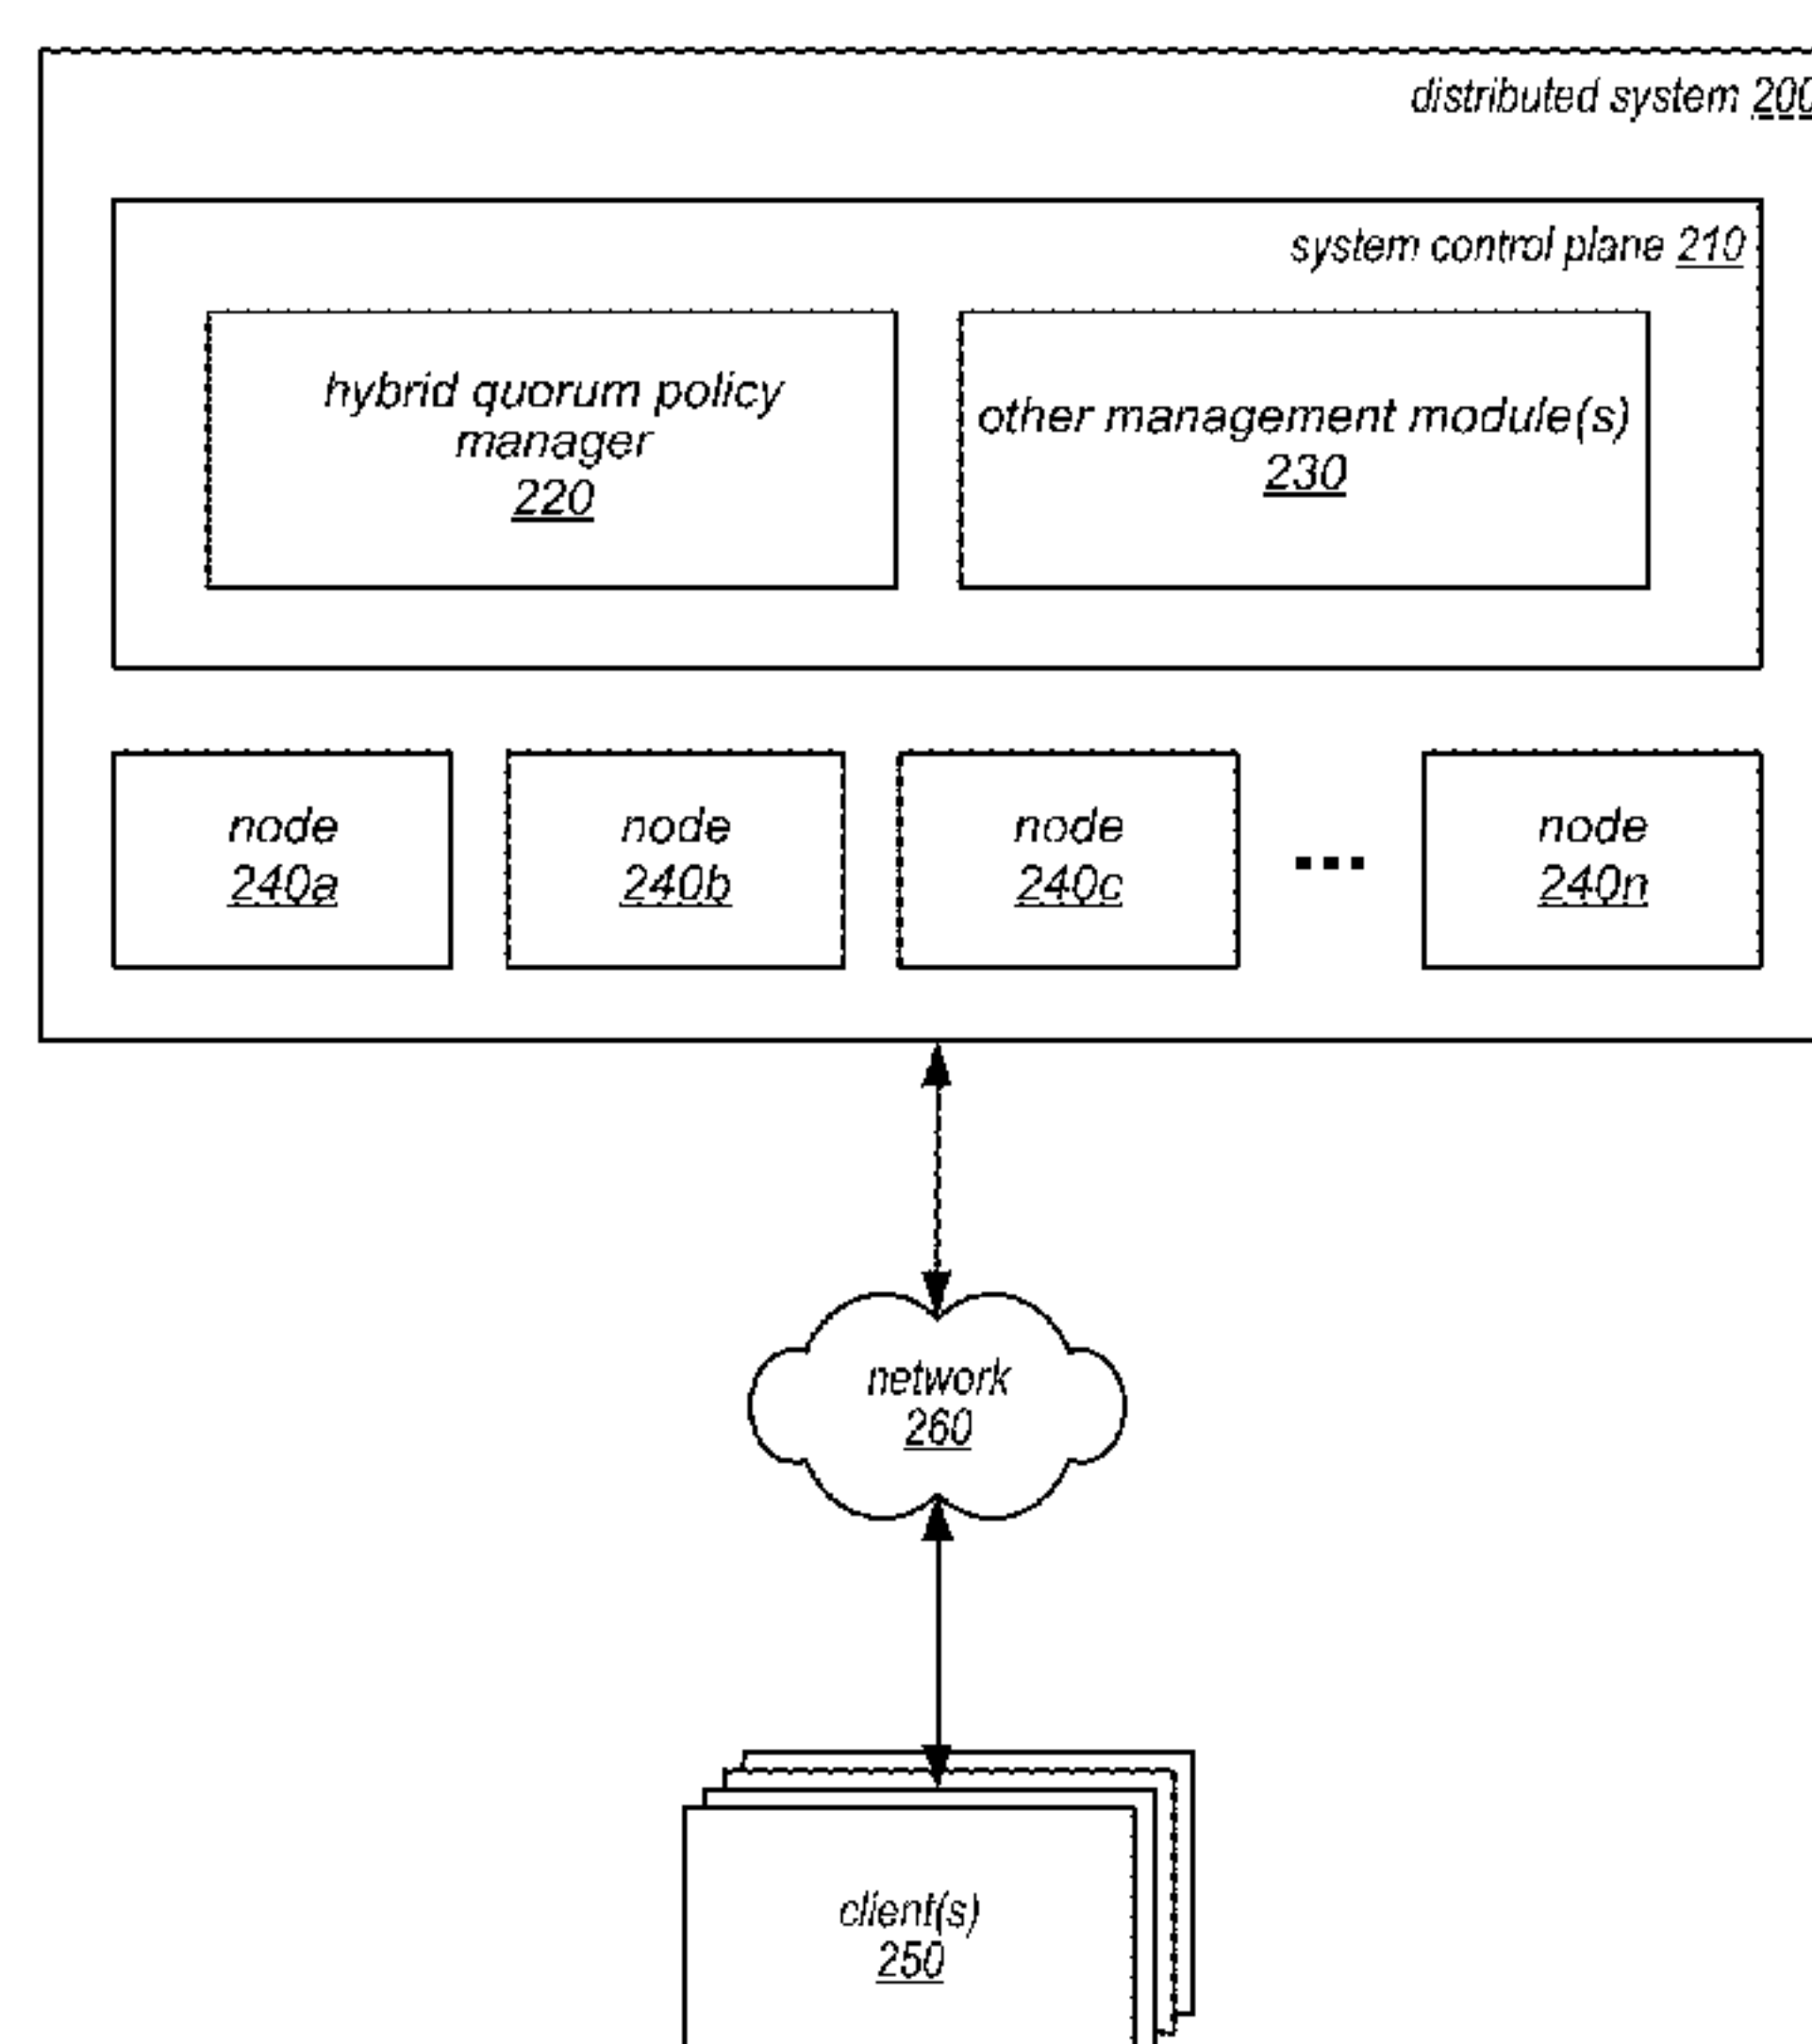 distributed system 200
system control plane 210
hybrid quorum policy
manager
220
other management module(s)
230
node
240a
node
240b
node
240c
...
node
240n
network
260
client(s)
250